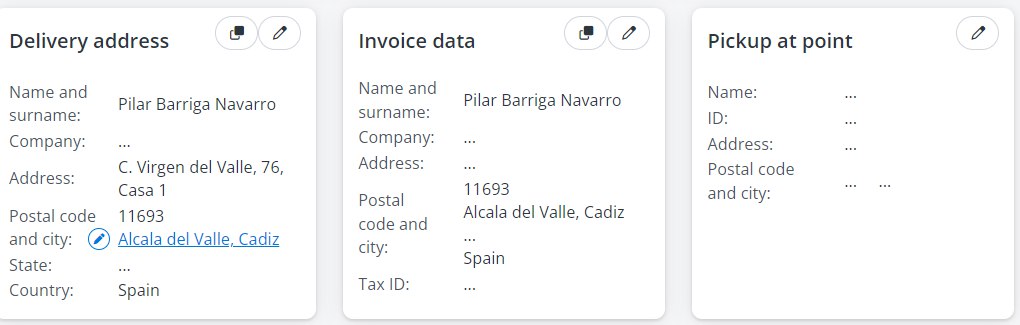 Delivery address
Name and
surname:
Pilar Barriga Navarro
Company:
...
Address:
C. Virgen del Valle, 76,
Casa 1
Postal code
and city:
11693
Alcala del Valle, Cadiz
State:
...
Country:
Spain
Invoice data
Name and
surname:
Pilar Barriga Navarro
Company:
...
Address:
...
Postal
code and
city:
11693
Alcala del Valle, Cadiz
...
Spain
Tax ID:
...
Pickup at point
Name:
...
ID:
...
Address:
...
Postal code
and city:
... ...